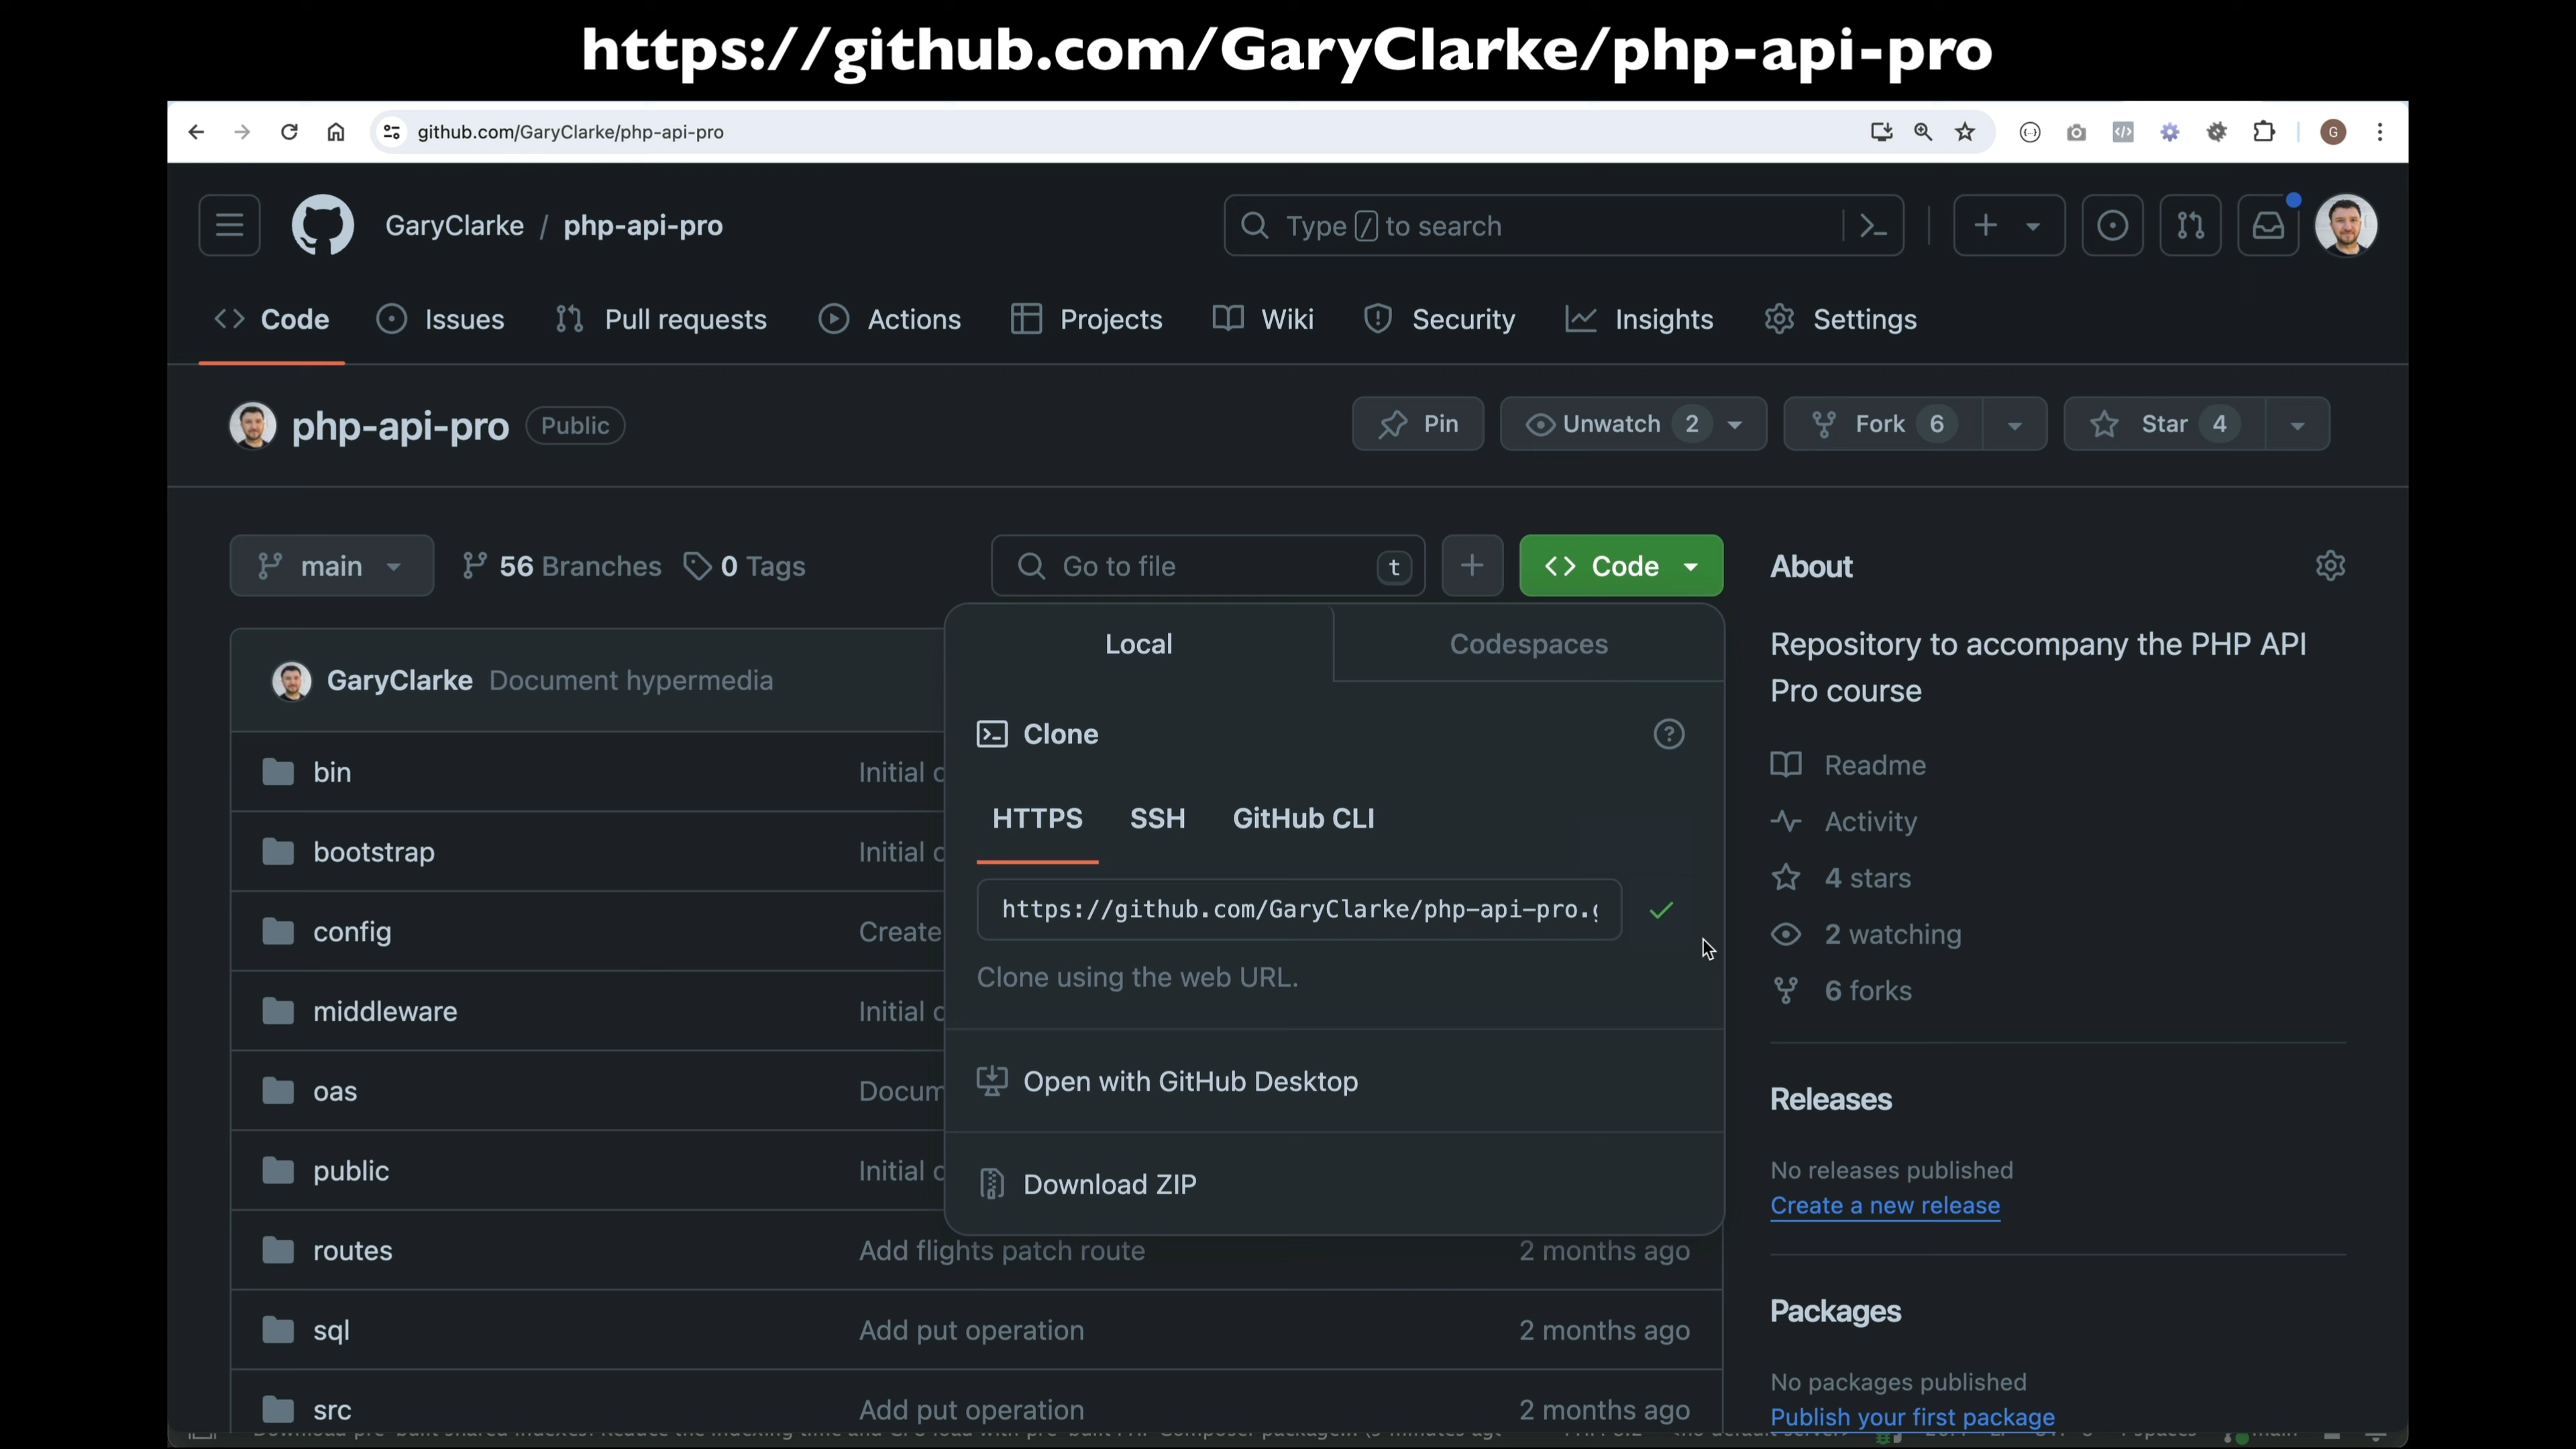 https://github.com/GaryClarke/php-api-pro
github.com/GaryClarke/php-api-pro
G
GaryClarke / php-api-pro
Type / to search
Code Issues Pull requests Actions Projects Wiki Security Insights Settings
php-api-pro Public
Pin Unwatch 2 Fork 6 Star 4
main 56 Branches 0 Tags Go to file t Code
About
Local Codespaces
Repository to accompany the PHP API
Pro course
GaryClarke Document hypermedia
Clone
Readme
bin Initial
HTTPS SSH GitHub CLI
Activity
bootstrap Initial
4 stars
https://github.com/GaryClarke/php-api-pro.g
config Create
2 watching
Clone using the web URL.
6 forks
middleware Initial
Open with GitHub Desktop
oas Docum
Releases
public Initial
No releases published
Download ZIP
Create a new release
routes Add flights patch route 2 months ago
Packages
sql Add put operation 2 months ago
No packages published
src Add put operation 2 months ago
Publish your first package